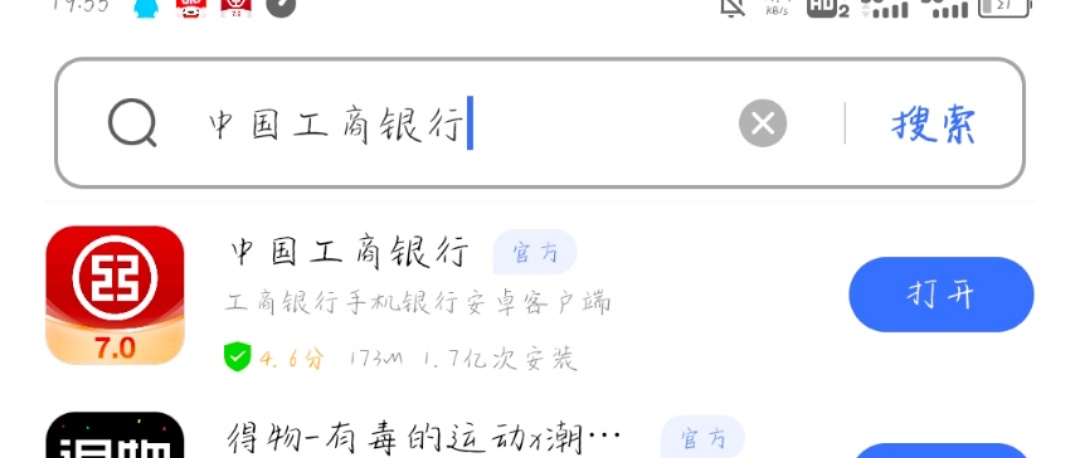 19:55
KB/s HD 2 27
中国工商银行 搜索
中国工商银行 官方
工商银行手机银行安卓客户端
打开
7.0
4.6分 173M 1.7亿次安装
得物-有毒的运动x潮… 官方
得物